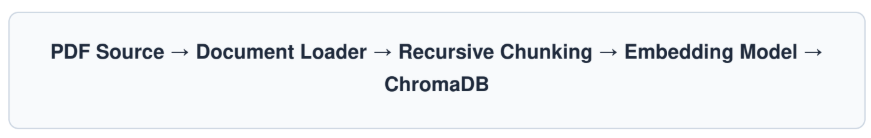 PDF Source → Document Loader → Recursive Chunking → Embedding Model →
ChromaDB